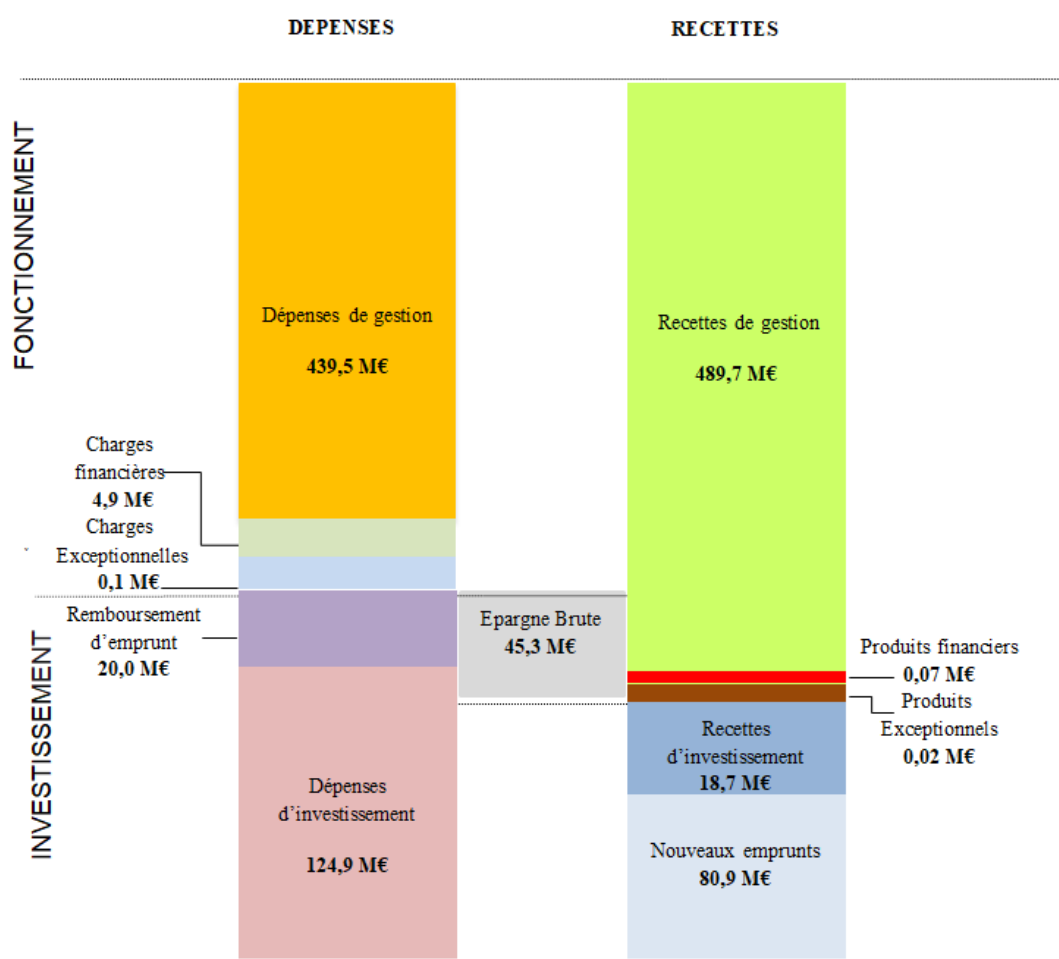 DEPENSES
RECETTES
FONCTIONNEMENT
Dépenses de gestion
439,5 M€
Recettes de gestion
489,7 M€
Charges
financières
4,9 M€
Charges
Exceptionnelles
0,1 M€
Remboursement
d’emprunt
20,0 M€
Epargne Brute
45,3 M€
Produits financiers
0,07 M€
Produits
Exceptionnels
0,02 M€
INVESTISSEMENT
Dépenses
d’investissement
124,9 M€
Recettes
d’investissement
18,7 M€
Nouveaux emprunts
80,9 M€